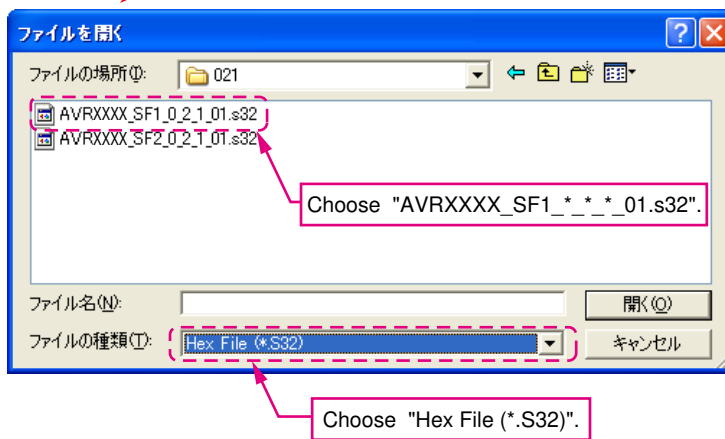 ファイルを開く
ファイルの場所(I):
021
AVRXXXX_SF1_0_2_1_01.s32
AVRXXXX_SF2_0_2_1_01.s32
Choose "AVRXXXX_SF1_*_*_*_01.s32".
ファイル名(N):
開く(O)
ファイルの種類(T):
Hex File (*.S32)
キャンセル
Choose "Hex File (*.S32)".